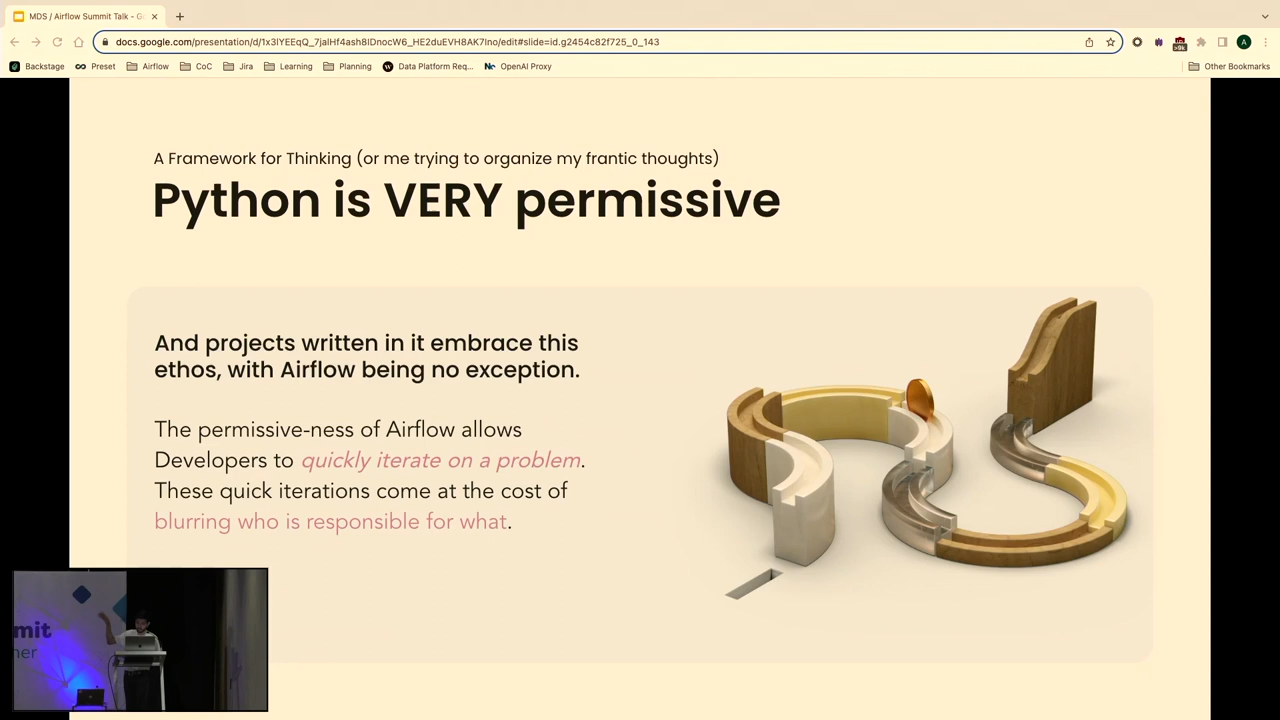 MDS / Airflow Summit Talk - G
docs.google.com/presentation/d/1x3lYEEqQ_7jalHf4ash8IDnocW6_HE2duEVH8AK7lno/edit#slide=id.g2454c82f725_0_143
>9k
A
Backstage
Preset
Airflow
CoC
Jira
Learning
Planning
Data Platform Req...
OpenAI Proxy
Other Bookmarks
A Framework for Thinking (or me trying to organize my frantic thoughts)
Python is VERY permissive
And projects written in it embrace this
ethos, with Airflow being no exception.
The permissive-ness of Airflow allows
Developers to quickly iterate on a problem.
These quick iterations come at the cost of
blurring who is responsible for what.
mit
ner